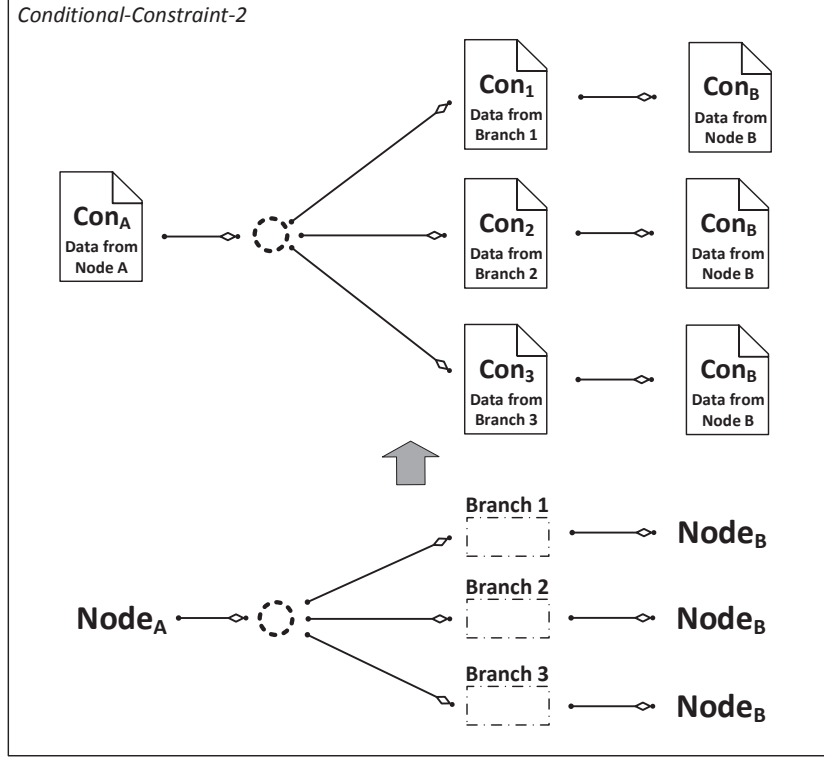 Conditional-Constraint-2
Con1
Data from
Branch 1
ConB
Data from
Node B
ConA
Data from
Node A
Con2
Data from
Branch 2
ConB
Data from
Node B
Con3
Data from
Branch 3
ConB
Data from
Node B
Branch 1
NodeB
Branch 2
NodeA
NodeB
Branch 3
NodeB